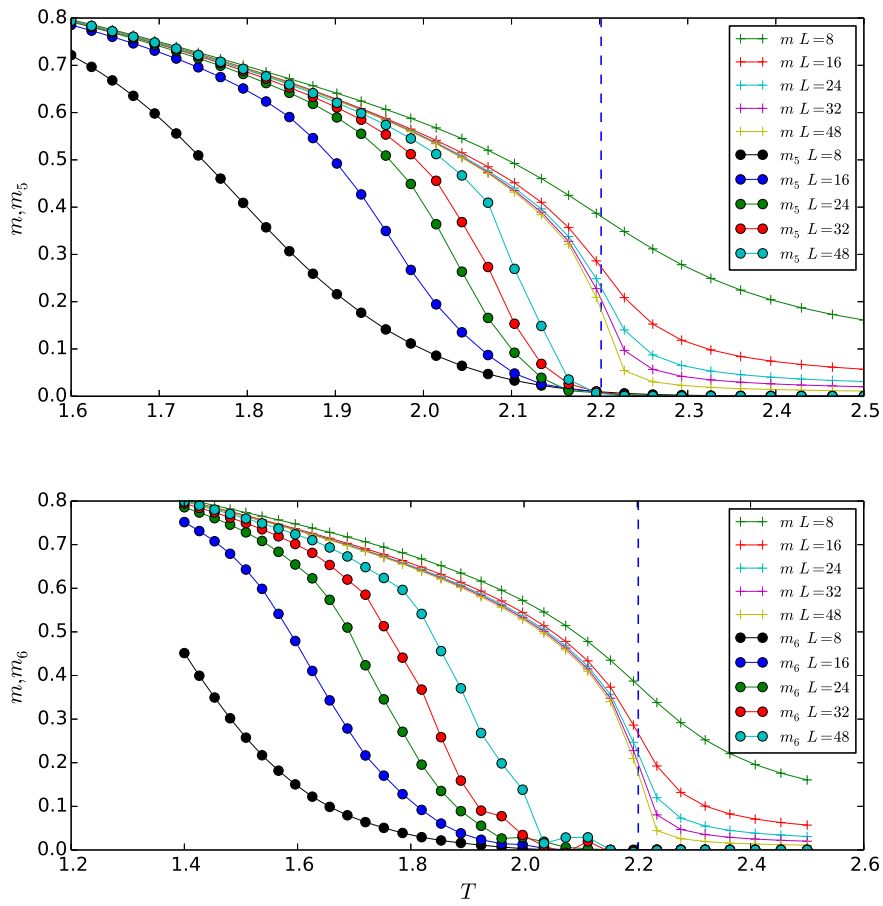 0.8
0.7
0.6
0.5
0.4
0.3
0.2
0.1
0.0
m,m₅
1.6 1.7 1.8 1.9 2.0 2.1 2.2 2.3 2.4 2.5
m L=8
m L=16
m L=24
m L=32
m L=48
m₅ L=8
m₅ L=16
m₅ L=24
m₅ L=32
m₅ L=48
0.8
0.7
0.6
0.5
0.4
0.3
0.2
0.1
0.0
m,m₆
1.2 1.4 1.6 1.8 2.0 2.2 2.4 2.6
T
m L=8
m L=16
m L=24
m L=32
m L=48
m₆ L=8
m₆ L=16
m₆ L=24
m₆ L=32
m₆ L=48